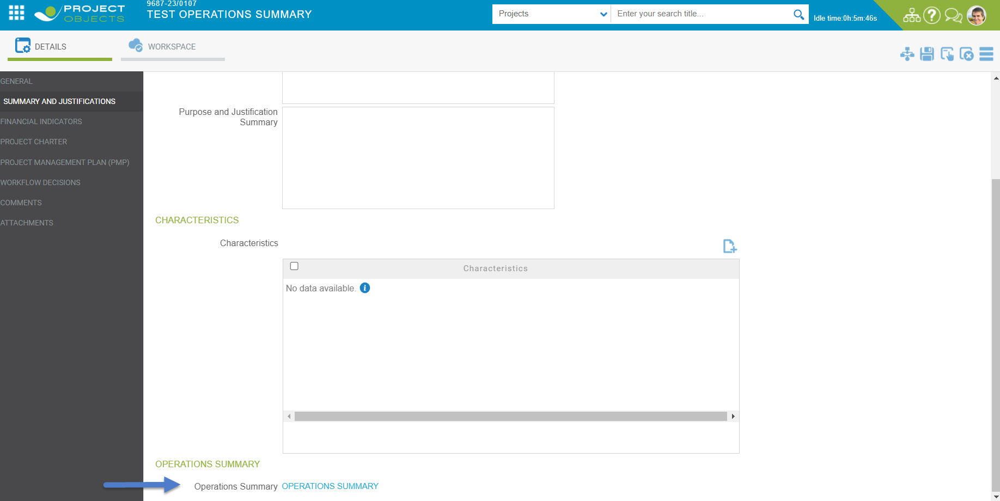 PROJECT
OBJECTS
9687-23/0107
TEST OPERATIONS SUMMARY
Projects
Enter your search title...
Idle time:0h:5m:46s
?
DETAILS
WORKSPACE
GENERAL
SUMMARY AND JUSTIFICATIONS
FINANCIAL INDICATORS
PROJECT CHARTER
PROJECT MANAGEMENT PLAN (PMP)
WORKFLOW DECISIONS
COMMENTS
ATTACHMENTS
Purpose and Justification
Summary
CHARACTERISTICS
Characteristics
Characteristics
No data available. i
OPERATIONS SUMMARY
Operations Summary OPERATIONS SUMMARY